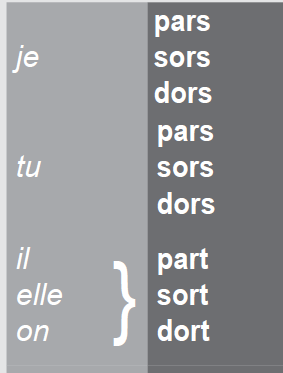 pars
je sors
dors
pars
tu sors
dors
il part
elle } sort
on dort